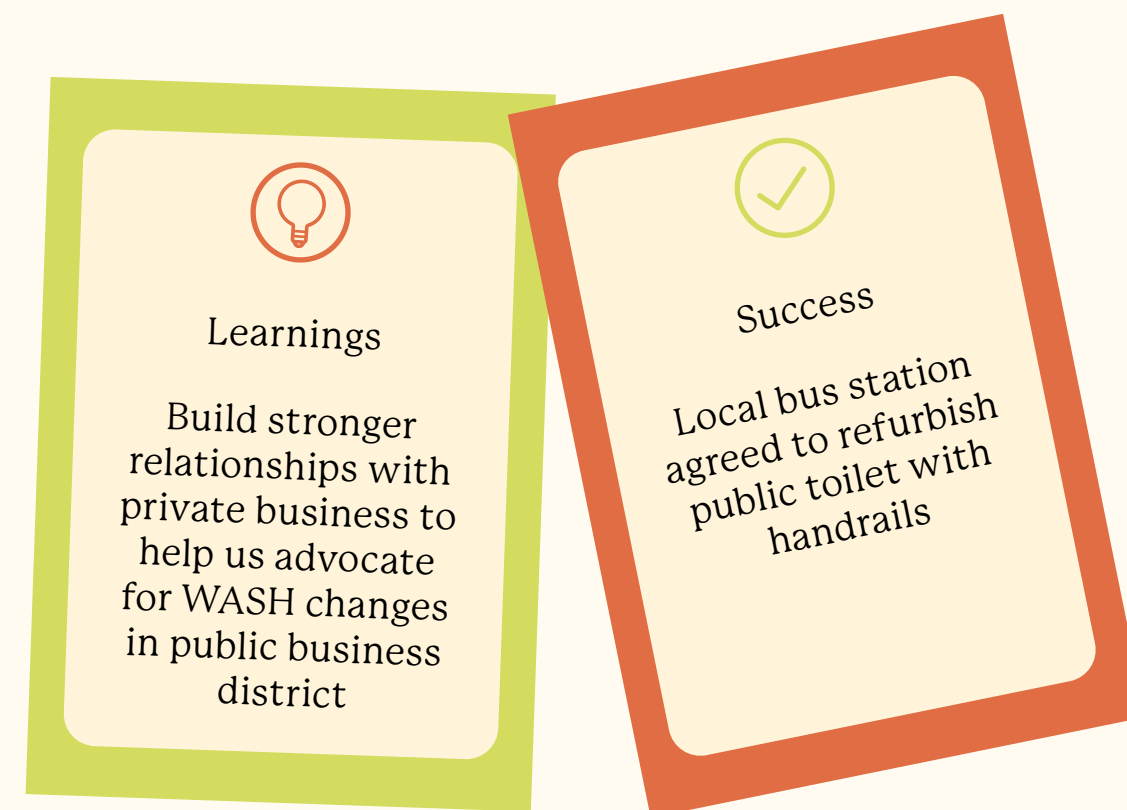 Learnings
Build stronger
relationships with
private business to
help us advocate
for WASH changes
in public business
district
Success
Local bus station
agreed to refurbish
public toilet with
handrails